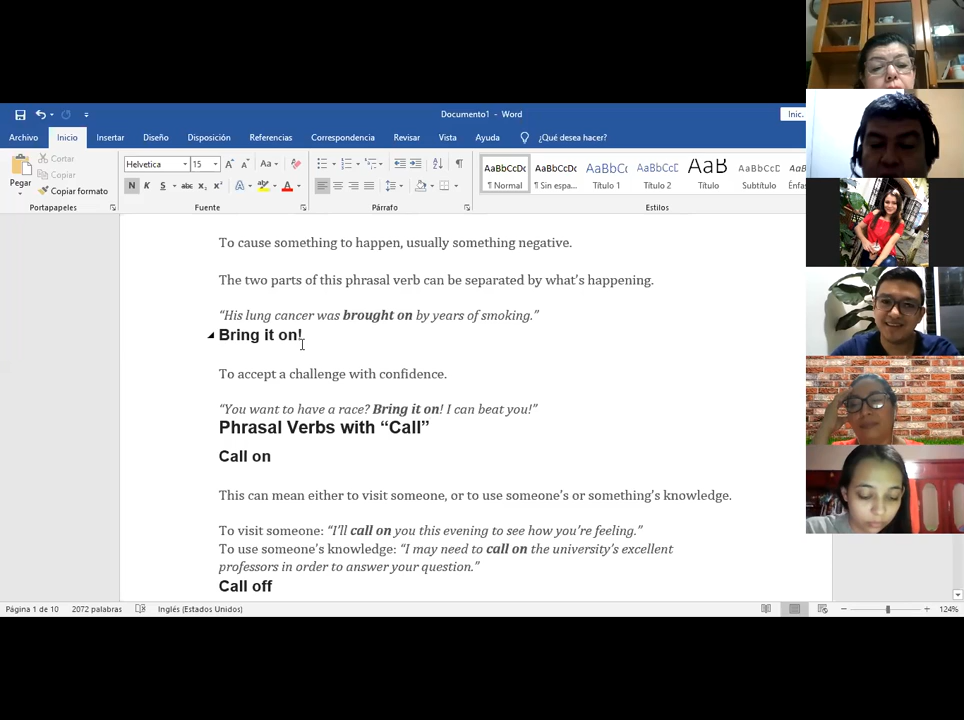 Documento1 - Word
Inic.
Archivo Inicio Insertar Diseño Disposición Referencias Correspondencia Revisar Vista Ayuda ¿Qué desea hacer?
Pegar
Cortar
Copiar
Copiar formato
Helvetica 15
N K S abc x₂ x²
AaBbCcDc AaBbCcDc AaBbCcD AaBbCcD AaB AaBbCcD AaBbCcD
¶ Normal ¶ Sin espa... Título 1 Título 2 Título Subtítulo Énfas
Portapapeles Fuente Párrafo Estilos
To cause something to happen, usually something negative.
The two parts of this phrasal verb can be separated by what's happening.
“His lung cancer was brought on by years of smoking.”
Bring it on!
To accept a challenge with confidence.
“You want to have a race? Bring it on! I can beat you!”
Phrasal Verbs with “Call”
Call on
This can mean either to visit someone, or to use someone's or something's knowledge.
To visit someone: “I'll call on you this evening to see how you're feeling.”
To use someone's knowledge: “I may need to call on the university's excellent
professors in order to answer your question.”
Call off
Página 1 de 10 2072 palabras Inglés (Estados Unidos) 124%